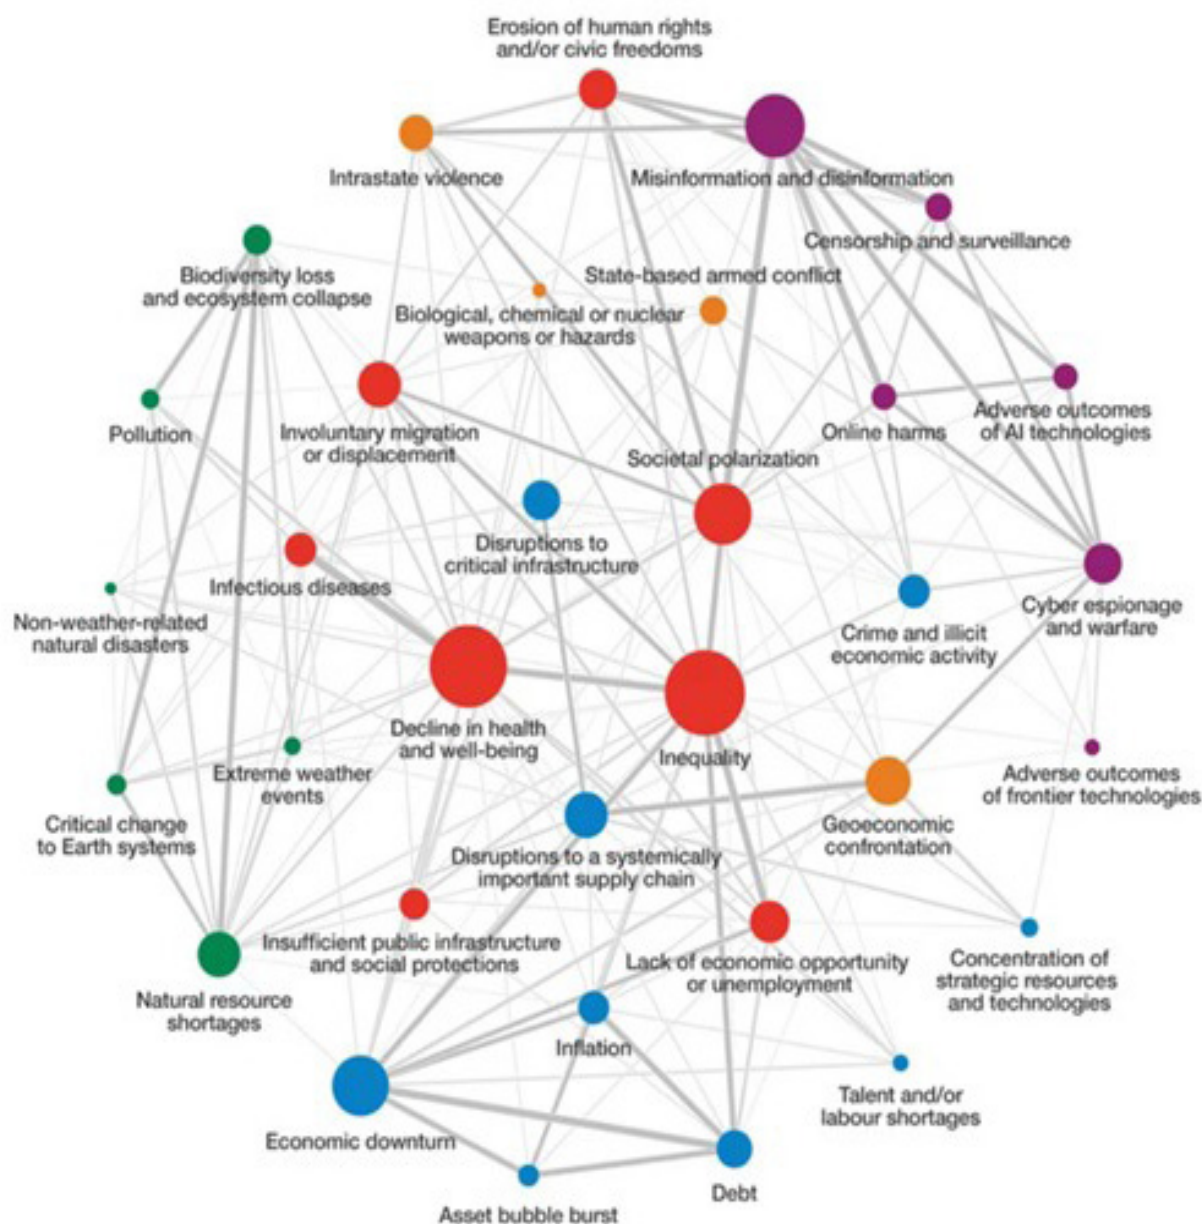 Erosion of human rights
and/or civic freedoms
Intrastate violence
Misinformation and disinformation
Censorship and surveillance
Biodiversity loss
and ecosystem collapse
State-based armed conflict
Biological, chemical or nuclear
weapons or hazards
Pollution
Involuntary migration
or displacement
Online harms
Adverse outcomes
of AI technologies
Societal polarization
Disruptions to
critical infrastructure
Infectious diseases
Non-weather-related
natural disasters
Crime and illicit
economic activity
Cyber espionage
and warfare
Decline in health
and well-being
Inequality
Extreme weather
events
Adverse outcomes
of frontier technologies
Critical change
to Earth systems
Disruptions to a systemically
important supply chain
Geoeconomic
confrontation
Insufficient public infrastructure
and social protections
Lack of economic opportunity
or unemployment
Concentration of
strategic resources
and technologies
Natural resource
shortages
Inflation
Talent and/or
labour shortages
Economic downturn
Debt
Asset bubble burst